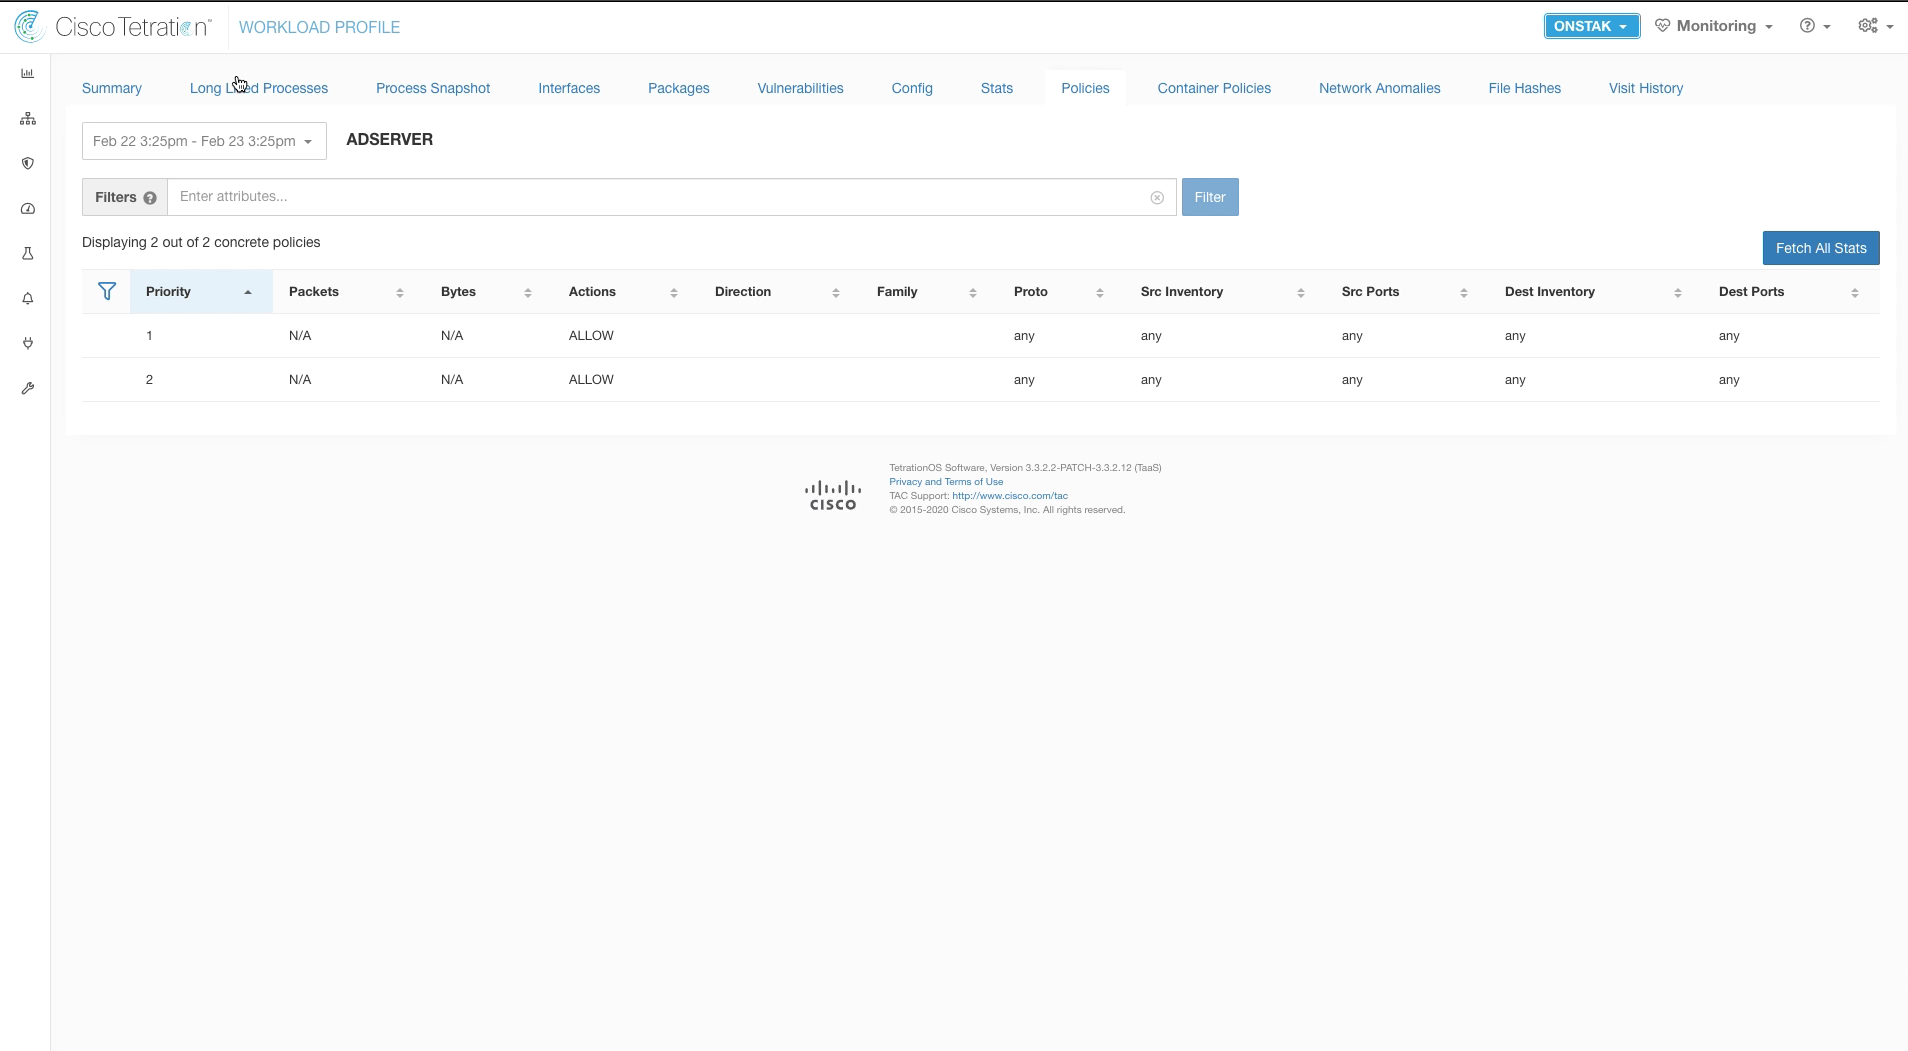 Cisco Tetration™ WORKLOAD PROFILE ONSTAK Monitoring
Summary Long Lived Processes Process Snapshot Interfaces Packages Vulnerabilities Config Stats Policies Container Policies Network Anomalies File Hashes Visit History
Feb 22 3:25pm - Feb 23 3:25pm ADSERVER
Filters Enter attributes... Filter
Displaying 2 out of 2 concrete policies
Fetch All Stats
Priority Packets Bytes Actions Direction Family Proto Src Inventory Src Ports Dest Inventory Dest Ports
1 N/A N/A ALLOW any any any any any
2 N/A N/A ALLOW any any any any any
CISCO
TetrationOS Software, Version 3.3.2.2-PATCH-3.3.2.12 (TaaS)
Privacy and Terms of Use
TAC Support: http://www.cisco.com/tac
© 2015-2020 Cisco Systems, Inc. All rights reserved.